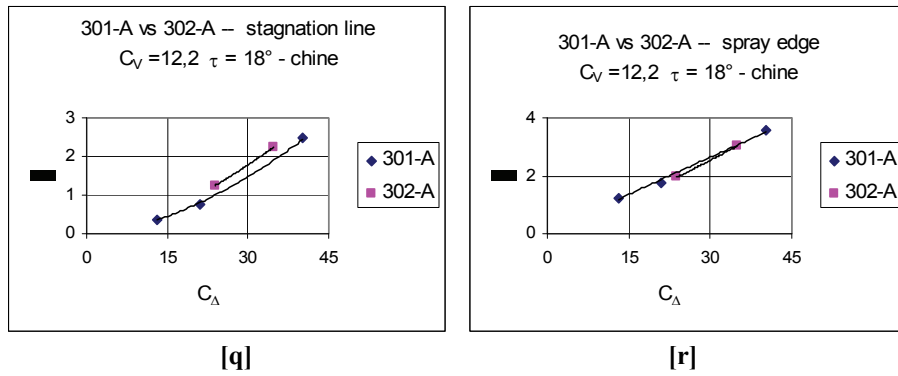 301-A vs 302-A -- stagnation line
C_V =12,2 τ = 18° - chine
3
2
1
0
0 15 30 45
C_Δ
301-A
302-A
[q]
301-A vs 302-A -- spray edge
C_V =12,2 τ = 18° - chine
4
2
0
0 15 30 45
C_Δ
301-A
302-A
[r]